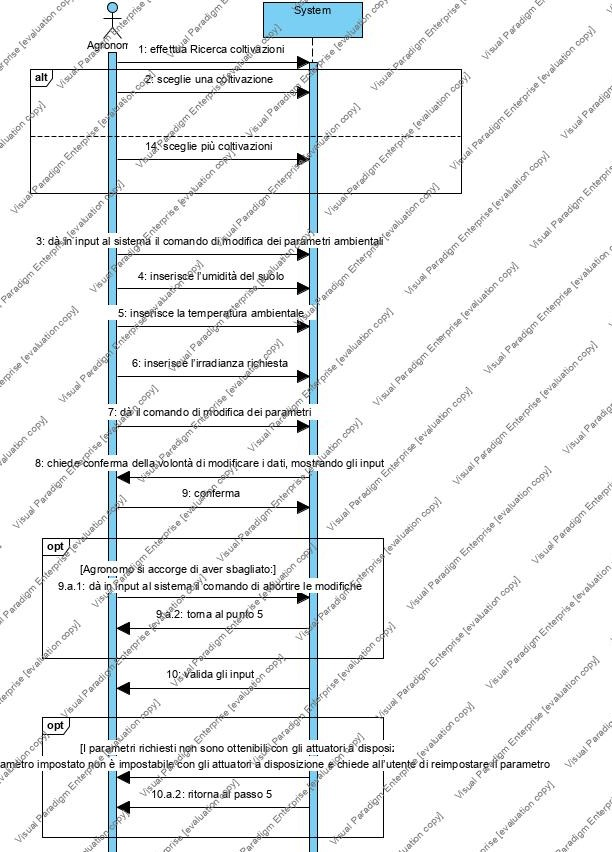 System
Agronom
1: effettua Ricerca coltivazioni
alt
2: sceglie una coltivazione
14: sceglie più coltivazioni
3: dà in input al sistema il comando di modifica dei parametri ambientali
4: inserisce l'umidità del suolo
5: inserisce la temperatura ambientale
6: inserisce l'irradianza richiesta
7: dà il comando di modifica dei parametri
8: chiede conferma della volontà di modificare i dati, mostrando gli input
9: conferma
opt
[Agronomo si accorge di aver sbagliato:]
9.a.1: dà in input al sistema il comando di abortire le modifiche
9.a.2: torna al punto 5
10: valida gli input
opt
[I parametri richiesti non sono ottenibili con gli attuatori a disposi:
ametro impostato non è impostabile con gli attuatori a disposizione e chiede all'utente di reimpostare il parametro
10.a.2: ritorna al passo 5
Visual Paradigm Enterprise [evaluation copy]